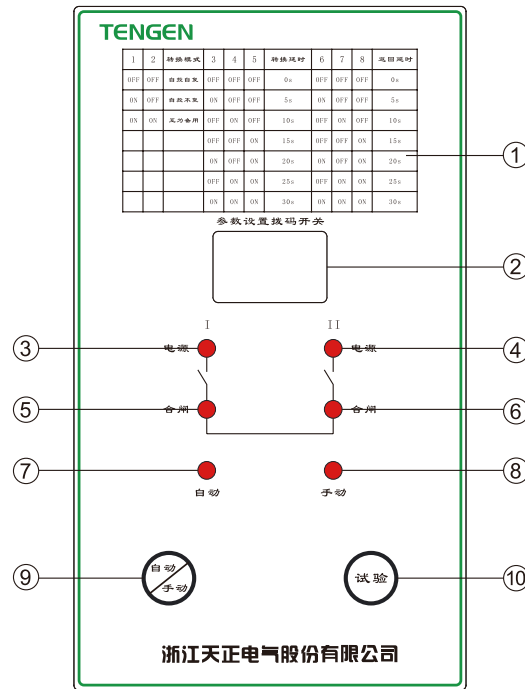 TENGEN
1 2 转换模式 3 4 5 转换延时 6 7 8 返回延时
OFF OFF 自投自复 OFF OFF OFF 0s OFF OFF OFF 0s
ON OFF 自投不复 ON OFF OFF 5s ON OFF OFF 5s
ON ON 互为备用 OFF ON OFF 10s OFF ON OFF 10s
OFF OFF ON 15s OFF OFF ON 15s
ON OFF ON 20s ON OFF ON 20s
OFF ON ON 25s OFF ON ON 25s
ON ON ON 30s ON ON ON 30s
①
参数设置拨码开关
②
I II
③ 电源 电源 ④
⑤ 合闸 合闸 ⑥
⑦ ⑧
自动 手动
⑨ 自动 试验 ⑩
手动
浙江天正电气股份有限公司